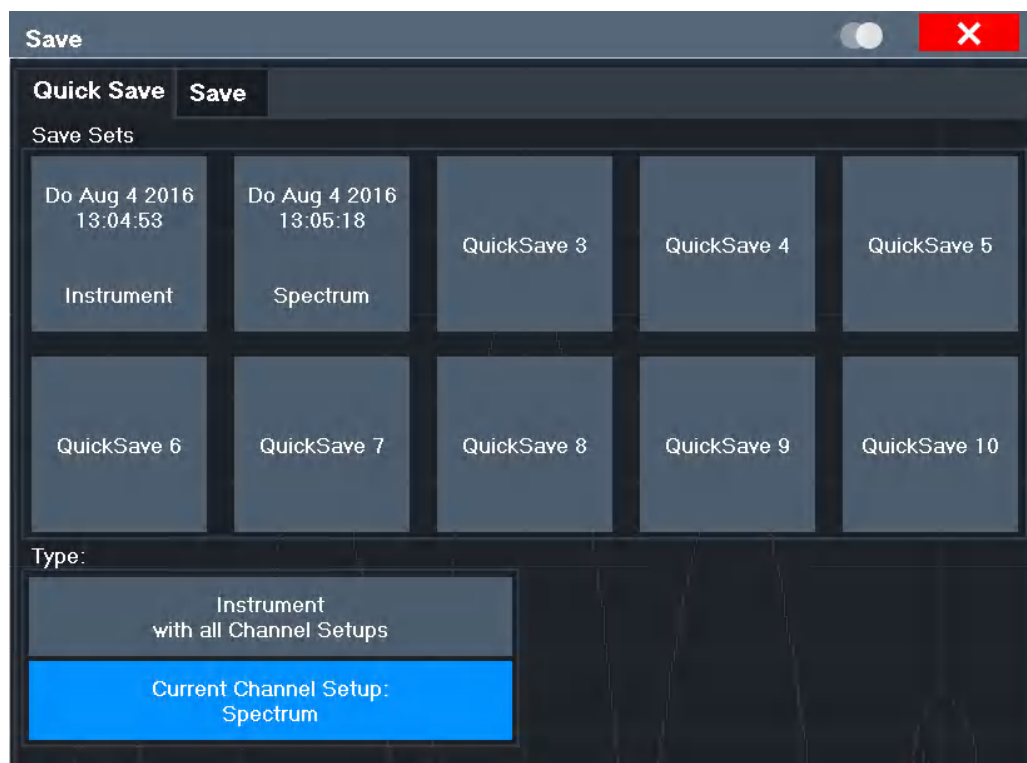 Save
Quick Save
Save
Save Sets
Do Aug 4 2016
13:04:53
Instrument
Do Aug 4 2016
13:05:18
Spectrum
QuickSave 3
QuickSave 4
QuickSave 5
QuickSave 6
QuickSave 7
QuickSave 8
QuickSave 9
QuickSave 10
Type:
Instrument
with all Channel Setups
Current Channel Setup:
Spectrum